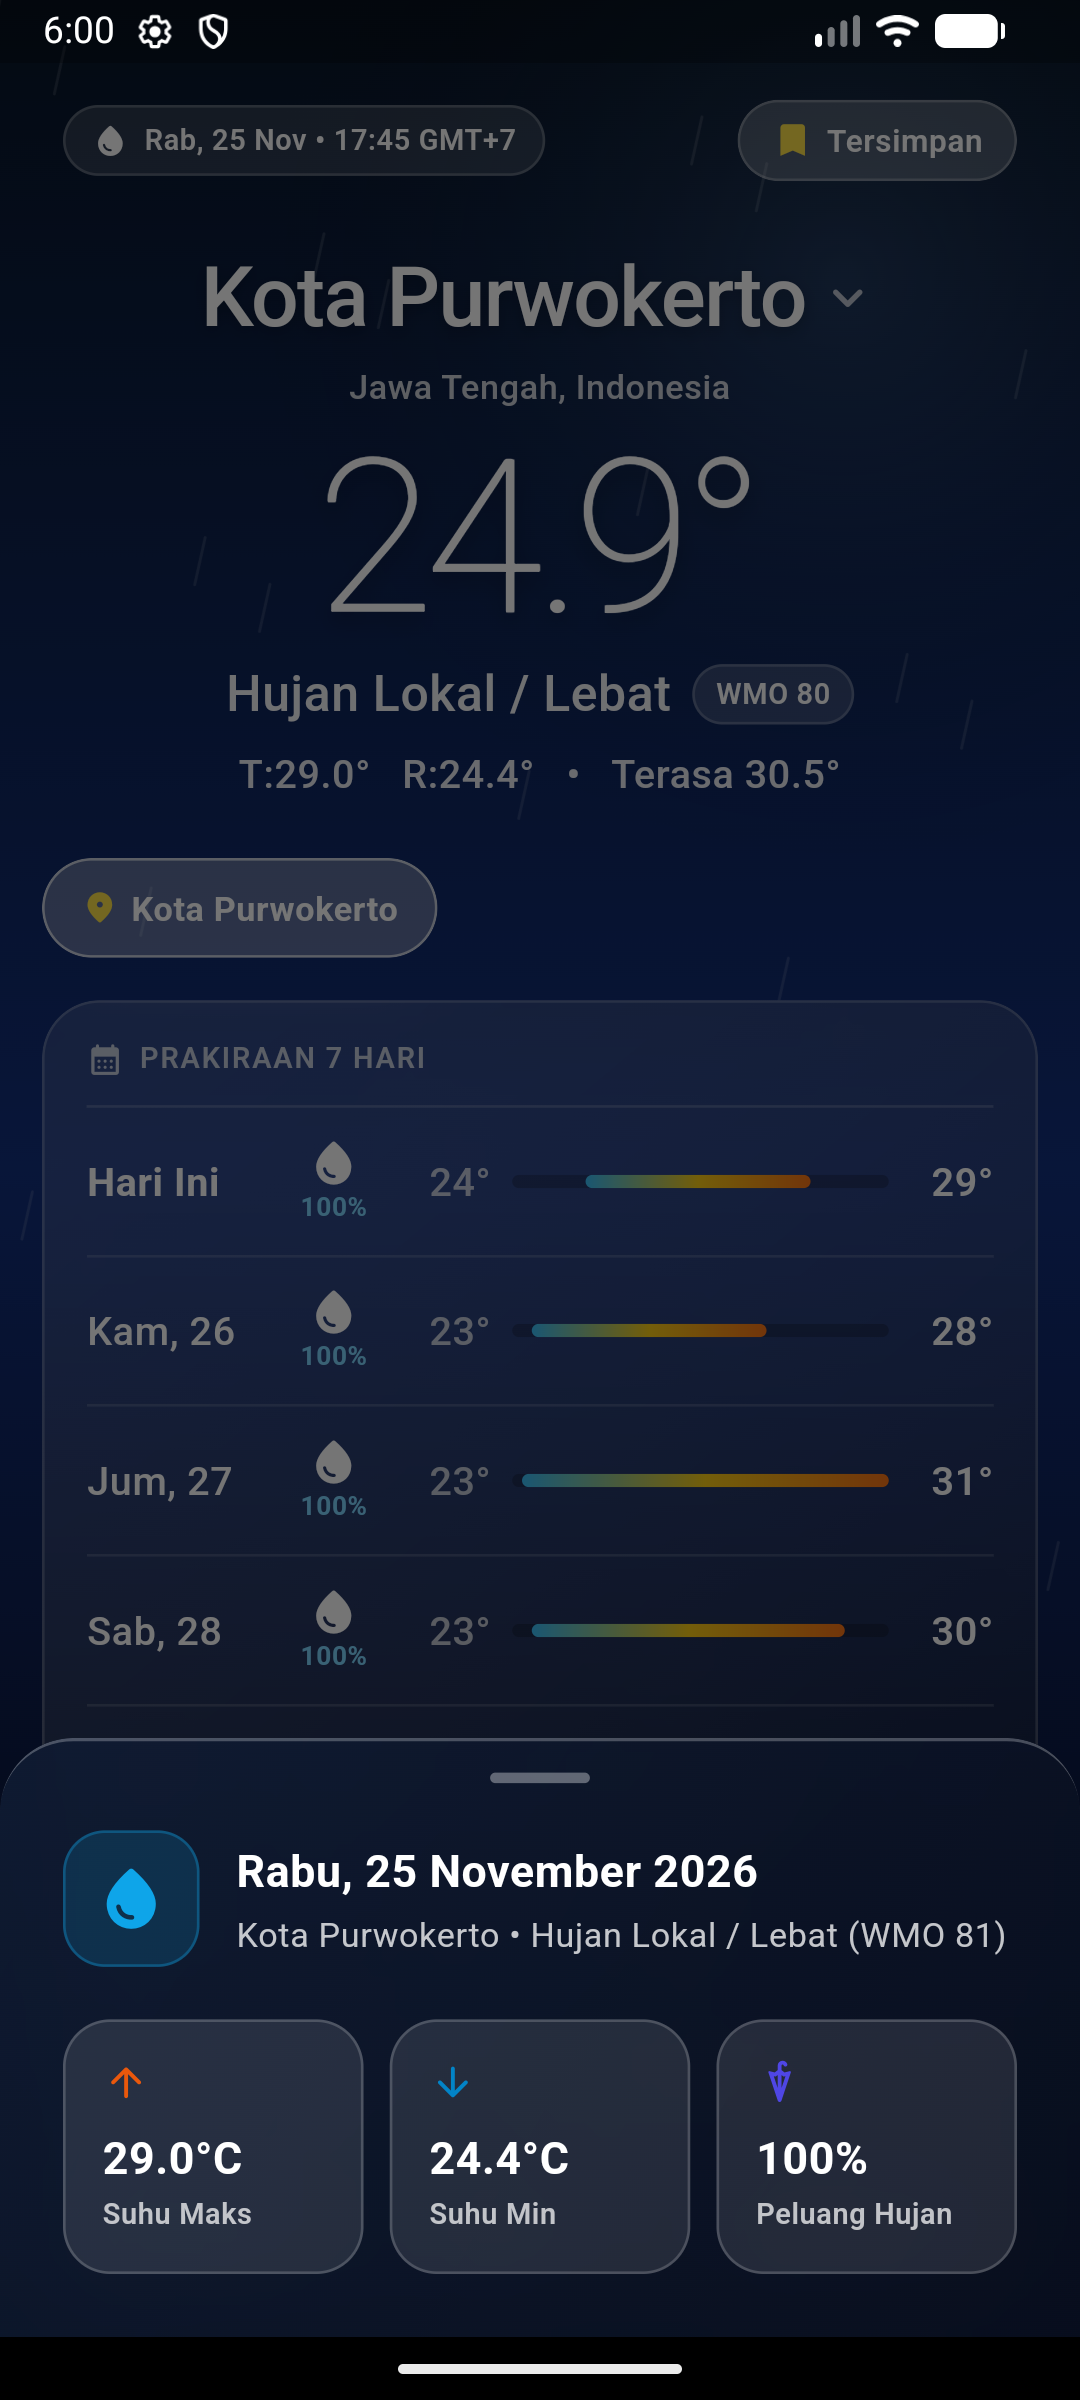 6:00
Rab, 25 Nov • 17:45 GMT+7
Tersimpan
Kota Purwokerto
Jawa Tengah, Indonesia
24.9°
Hujan Lokal / Lebat WMO 80
T:29.0° R:24.4° • Terasa 30.5°
Kota Purwokerto
PRAKIRAAN 7 HARI
Hari Ini 100% 24° 29°
Kam, 26 100% 23° 28°
Jum, 27 100% 23° 31°
Sab, 28 100% 23° 30°
Rabu, 25 November 2026
Kota Purwokerto • Hujan Lokal / Lebat (WMO 81)
29.0°C 24.4°C 100%
Suhu Maks Suhu Min Peluang Hujan